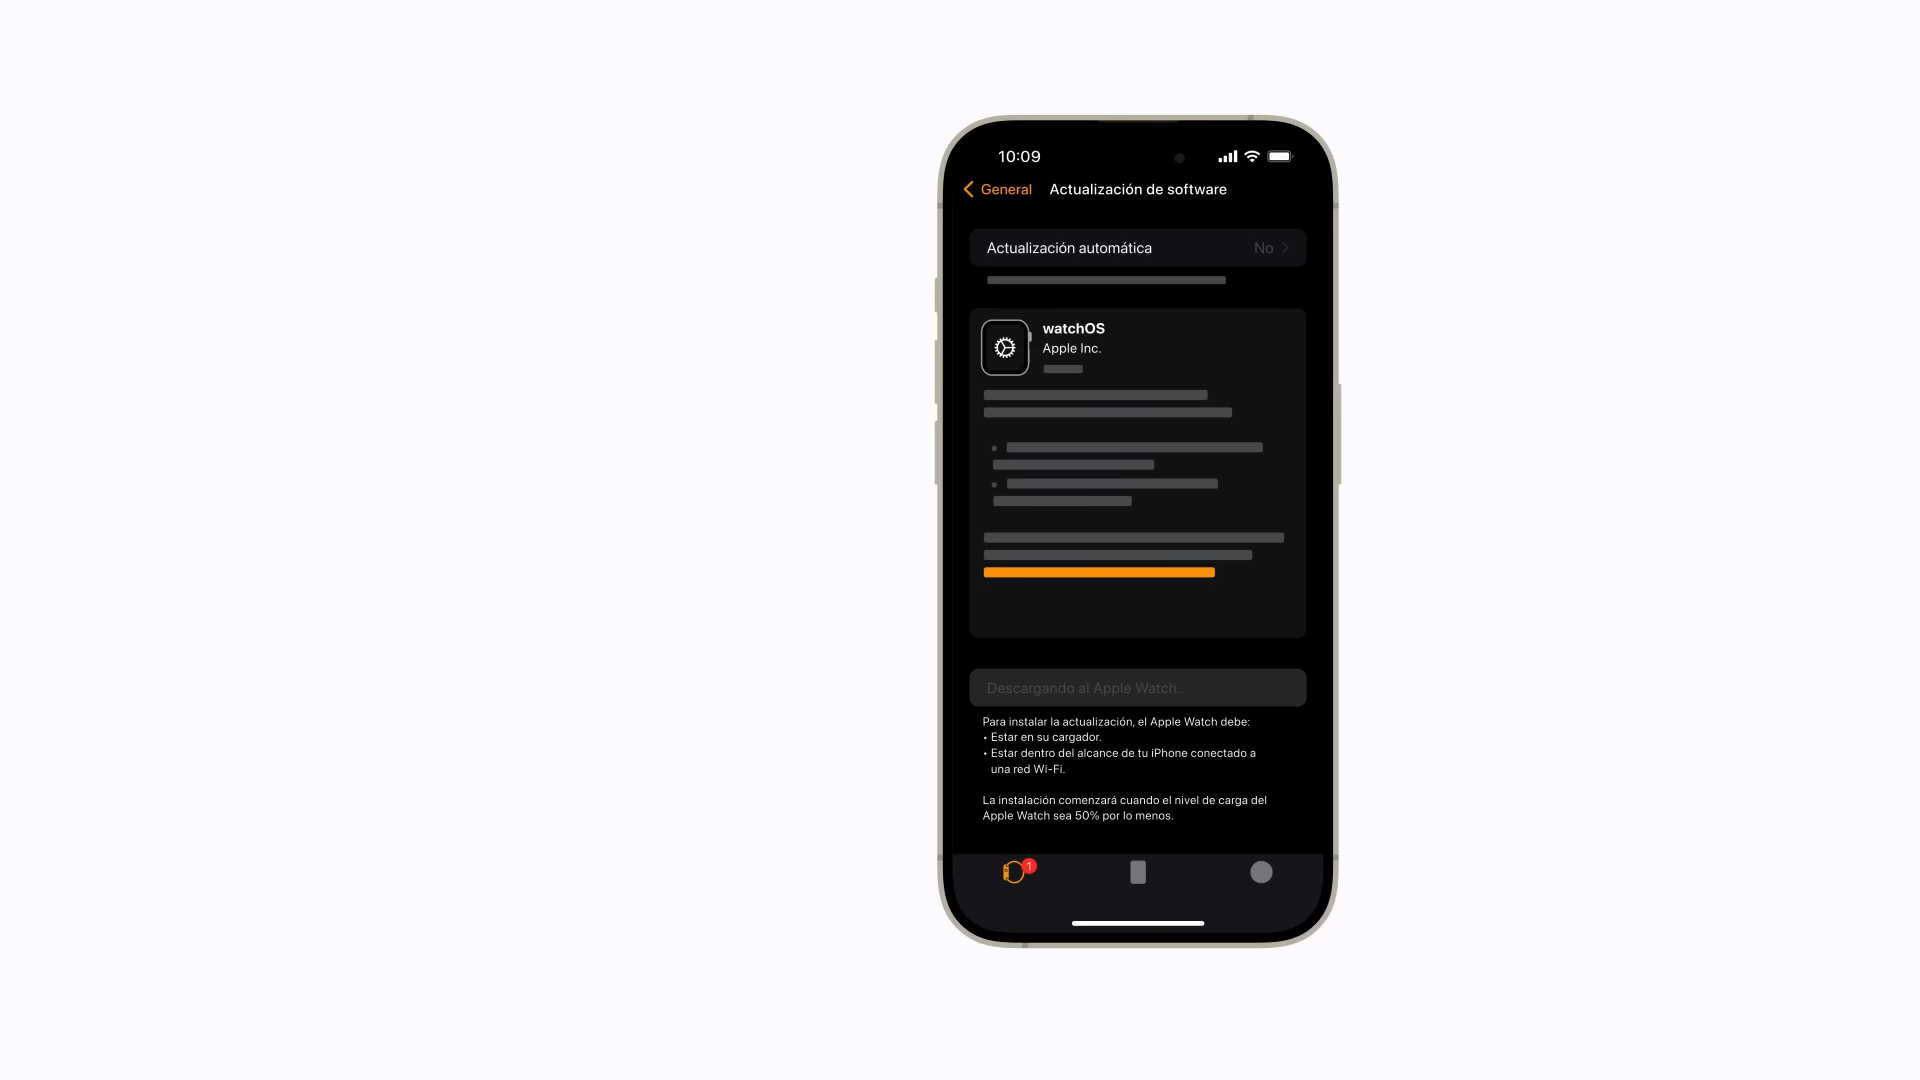 10:09
General Actualización de software
Actualización automática No
watchOS
Apple Inc.
Descargando al Apple Watch..
Para instalar la actualización, el Apple Watch debe:
• Estar en su cargador.
• Estar dentro del alcance de tu iPhone conectado a
una red Wi-Fi.
La instalación comenzará cuando el nivel de carga del
Apple Watch sea 50% por lo menos.
1